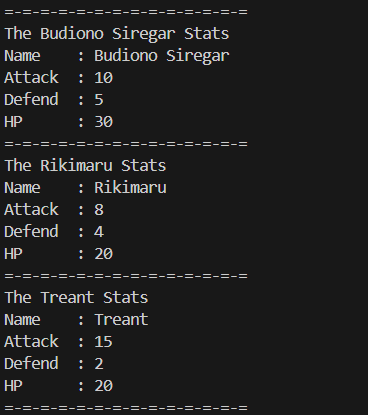 =-=-=-=-=-=-=-=-=-=-=-=-=-=
The Budiono Siregar Stats
Name    : Budiono Siregar
Attack  : 10
Defend  : 5
HP      : 30
=-=-=-=-=-=-=-=-=-=-=-=-=-=
The Rikimaru Stats
Name    : Rikimaru
Attack  : 8
Defend  : 4
HP      : 20
=-=-=-=-=-=-=-=-=-=-=-=-=-=
The Treant Stats
Name    : Treant
Attack  : 15
Defend  : 2
HP      : 20
=-=-=-=-=-=-=-=-=-=-=-=-=-=